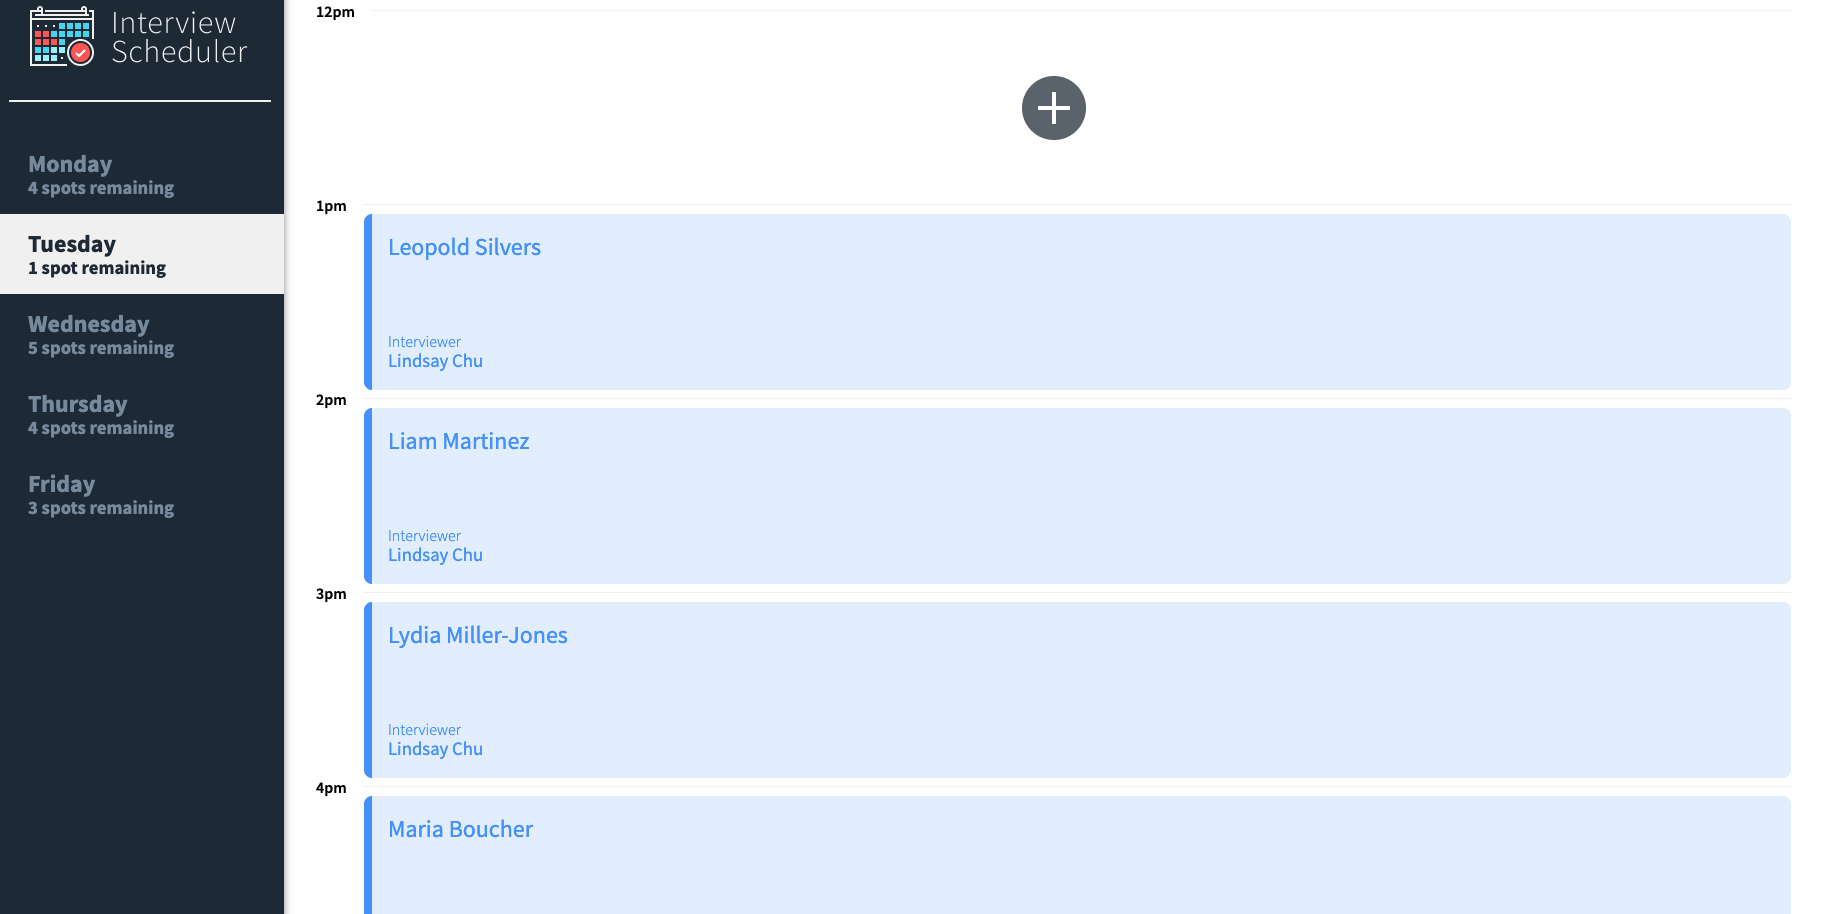 Interview
Scheduler
Monday
4 spots remaining
Tuesday
1 spot remaining
Wednesday
5 spots remaining
Thursday
4 spots remaining
Friday
3 spots remaining
12pm
1pm
Leopold Silvers
Interviewer
Lindsay Chu
2pm
Liam Martinez
Interviewer
Lindsay Chu
3pm
Lydia Miller-Jones
Interviewer
Lindsay Chu
4pm
Maria Boucher